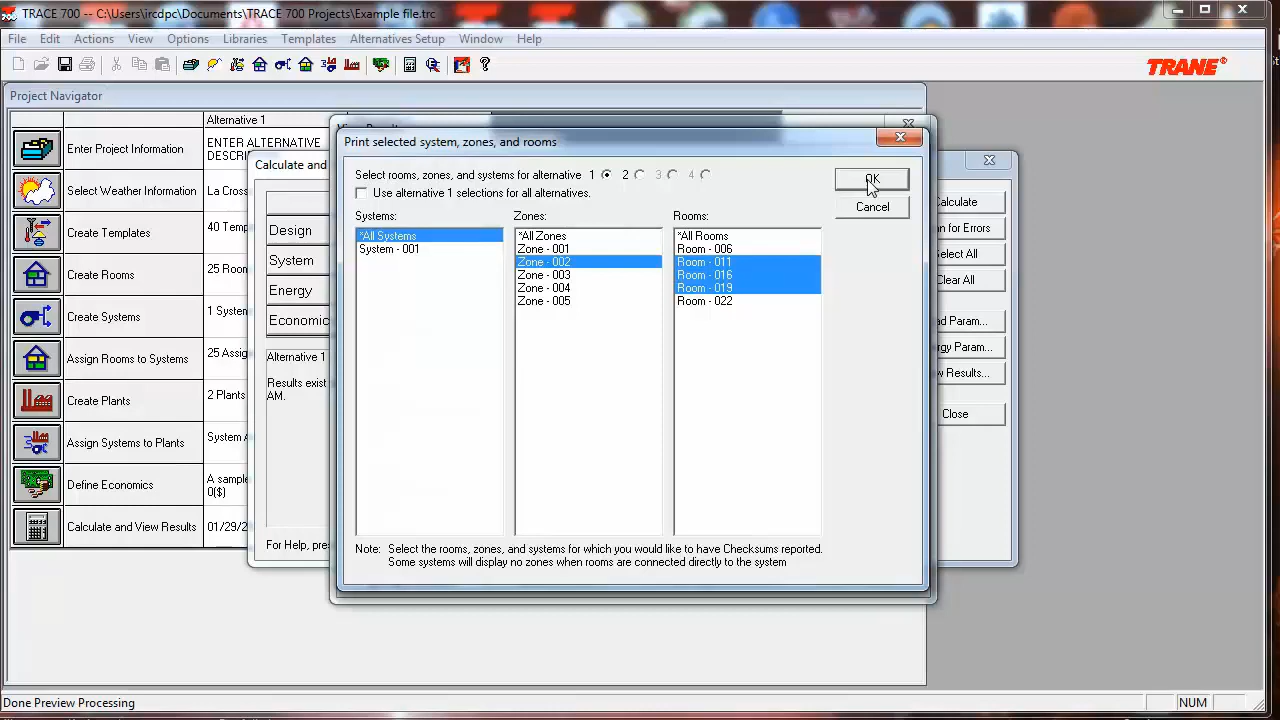 TRACE 700 -- C:\Users\ircdpc\Documents\TRACE 700 Projects\Example file.trc
File Edit Actions View Options Libraries Templates Alternatives Setup Window Help
TRANE®
Project Navigator
Alternative 1
Enter Project Information
ENTER ALTERNATIVE
Select Weather Information
La Cross
Create Templates
40 Temp
Create Rooms
25 Room
Create Systems
1 System
Assign Rooms to Systems
25 Assig
Create Plants
2 Plants
Assign Systems to Plants
System A
Define Economics
A sample
0($)
Calculate and View Results
01/29/2
Calculate and
Design
System
Energy
Economic
Alternative 1
Results exist
AM.
For Help, pres
Print selected system, zones, and rooms
Select rooms, zones, and systems for alternative 1 2 3 4
Use alternative 1 selections for all alternatives.
Systems:
*All Systems
System - 001
Zones:
*All Zones
Zone - 001
Zone - 002
Zone - 003
Zone - 004
Zone - 005
Rooms:
*All Rooms
Room - 006
Room - 011
Room - 016
Room - 019
Room - 022
OK
Cancel
Note: Select the rooms, zones, and systems for which you would like to have Checksums reported.
Some systems will display no zones when rooms are connected directly to the system
alculate
an for Errors
elect All
lear All
ad Param...
rgy Param...
w Results...
Close
Done Preview Processing
NUM